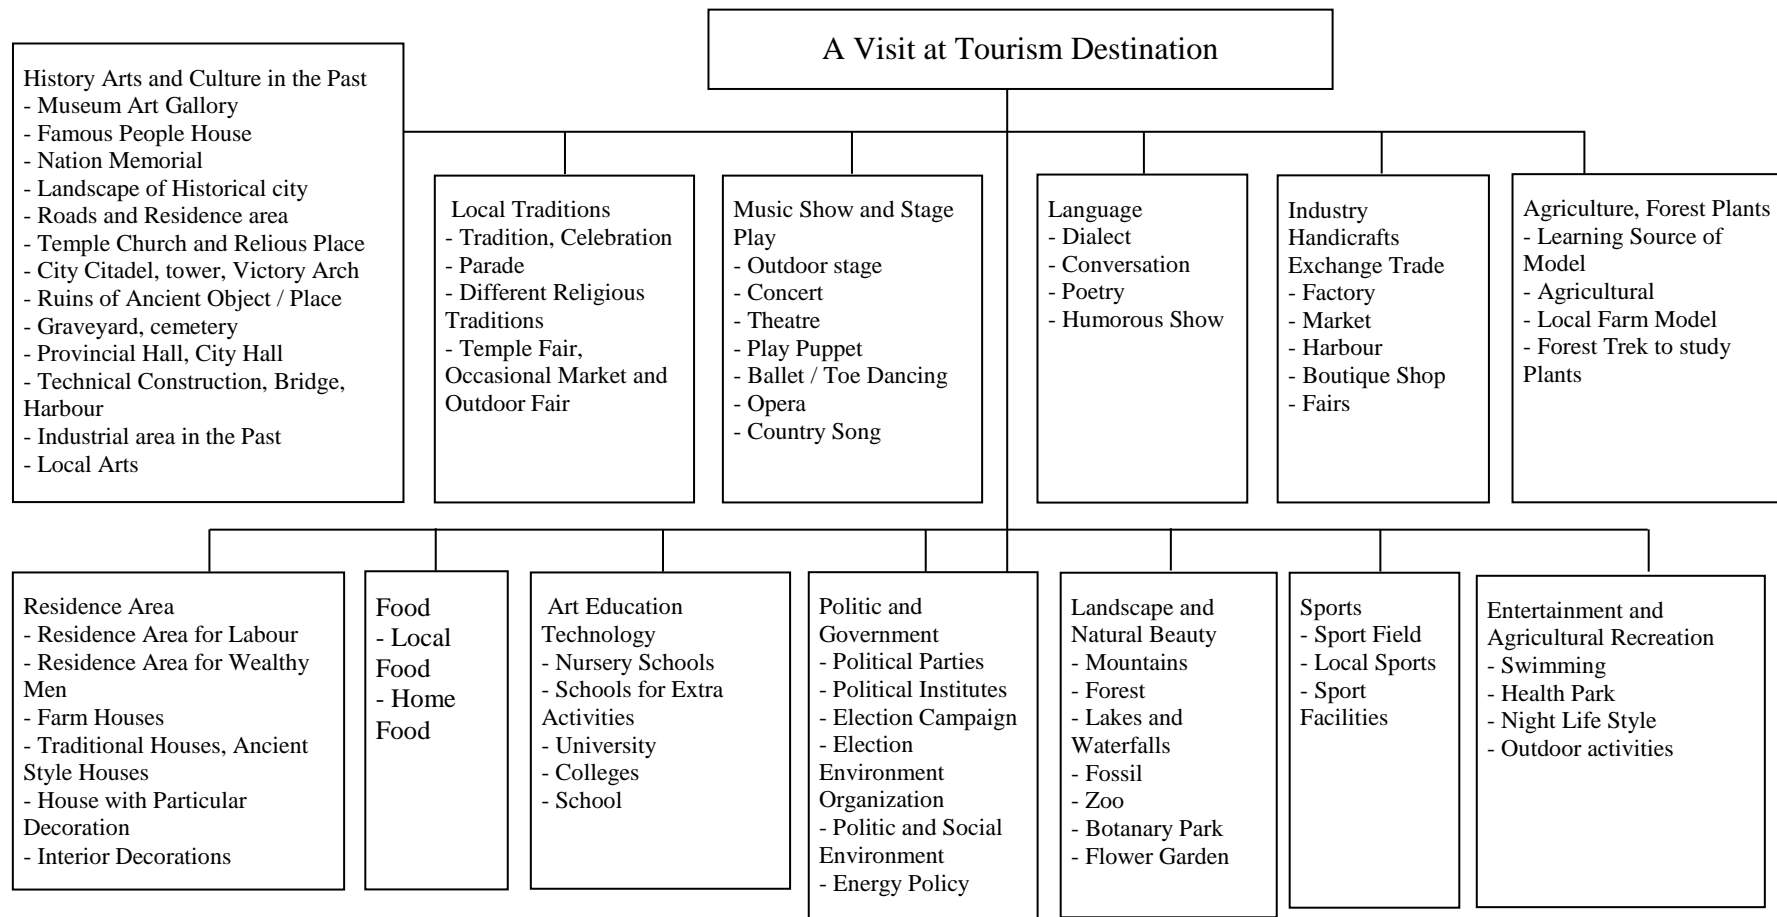 A Visit at Tourism Destination
History Arts and Culture in the Past
- Museum Art Gallory
- Famous People House
- Nation Memorial
- Landscape of Historical city
- Roads and Residence area
- Temple Church and Relious Place
- City Citadel, tower, Victory Arch
- Ruins of Ancient Object / Place
- Graveyard, cemetery
- Provincial Hall, City Hall
- Technical Construction, Bridge,
Harbour
- Industrial area in the Past
- Local Arts
Local Traditions
- Tradition, Celebration
- Parade
- Different Religious
Traditions
- Temple Fair,
Occasional Market and
Outdoor Fair
Music Show and Stage
Play
- Outdoor stage
- Concert
- Theatre
- Play Puppet
- Ballet / Toe Dancing
- Opera
- Country Song
Language
- Dialect
- Conversation
- Poetry
- Humorous Show
Industry
Handicrafts
Exchange Trade
- Factory
- Market
- Harbour
- Boutique Shop
- Fairs
Agriculture, Forest Plants
- Learning Source of
Model
- Agricultural
- Local Farm Model
- Forest Trek to study
Plants
Residence Area
- Residence Area for Labour
- Residence Area for Wealthy
Men
- Farm Houses
- Traditional Houses, Ancient
Style Houses
- House with Particular
Decoration
- Interior Decorations
Food
- Local
Food
- Home
Food
Art Education
Technology
- Nursery Schools
- Schools for Extra
Activities
- University
- Colleges
- School
Politic and
Government
- Political Parties
- Political Institutes
- Election Campaign
- Election
Environment
Organization
- Politic and Social
Environment
- Energy Policy
Landscape and
Natural Beauty
- Mountains
- Forest
- Lakes and
Waterfalls
- Fossil
- Zoo
- Botanary Park
- Flower Garden
Sports
- Sport Field
- Local Sports
- Sport
Facilities
Entertainment and
Agricultural Recreation
- Swimming
- Health Park
- Night Life Style
- Outdoor activities